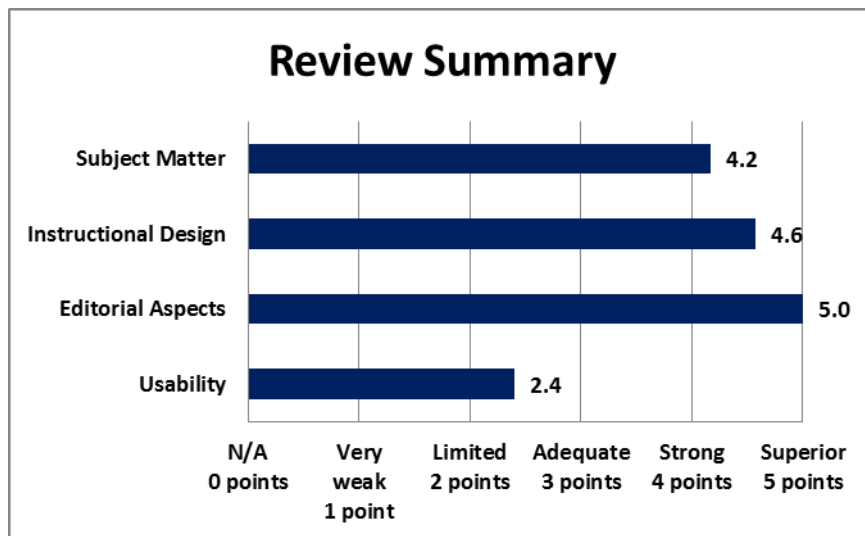 Review Summary
Subject Matter
4.2
Instructional Design
4.6
Editorial Aspects
5.0
Usability
2.4
N/A Very Limited Adequate Strong Superior
0 points weak 2 points 3 points 4 points 5 points
1 point